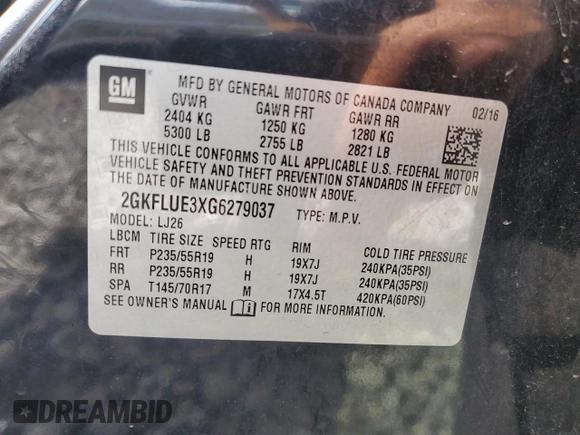 GM
MFD BY GENERAL MOTORS OF CANADA COMPANY 02/16
GVWR GAWR FRT GAWR RR
2404 KG 1250 KG 1280 KG
5300 LB 2755 LB 2821 LB
THIS VEHICLE CONFORMS TO ALL APPLICABLE U.S. FEDERAL MOTOR
VEHICLE SAFETY AND THEFT PREVENTION STANDARDS IN EFFECT ON
THE DATE OF MANUFACTURE SHOWN ABOVE.
2GKFLUE3XG6279037 TYPE: M.P.V.
MODEL: LJ26
LBCM TIRE SIZE SPEED RTG RIM COLD TIRE PRESSURE
FRT P235/55R19 H 19X7J 240KPA(35PSI)
RR P235/55R19 H 19X7J 240KPA(35PSI)
SPA T145/70R17 M 17X4.5T 420KPA(60PSI)
SEE OWNER'S MANUAL FOR MORE INFORMATION.
DREAMBID